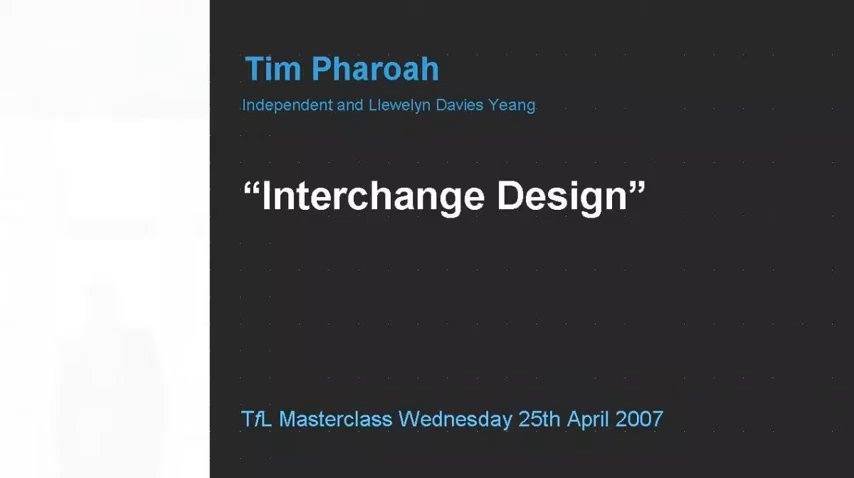 Tim Pharoah
Independent and Llewelyn Davies Yeang
“Interchange Design”
TfL Masterclass Wednesday 25th April 2007